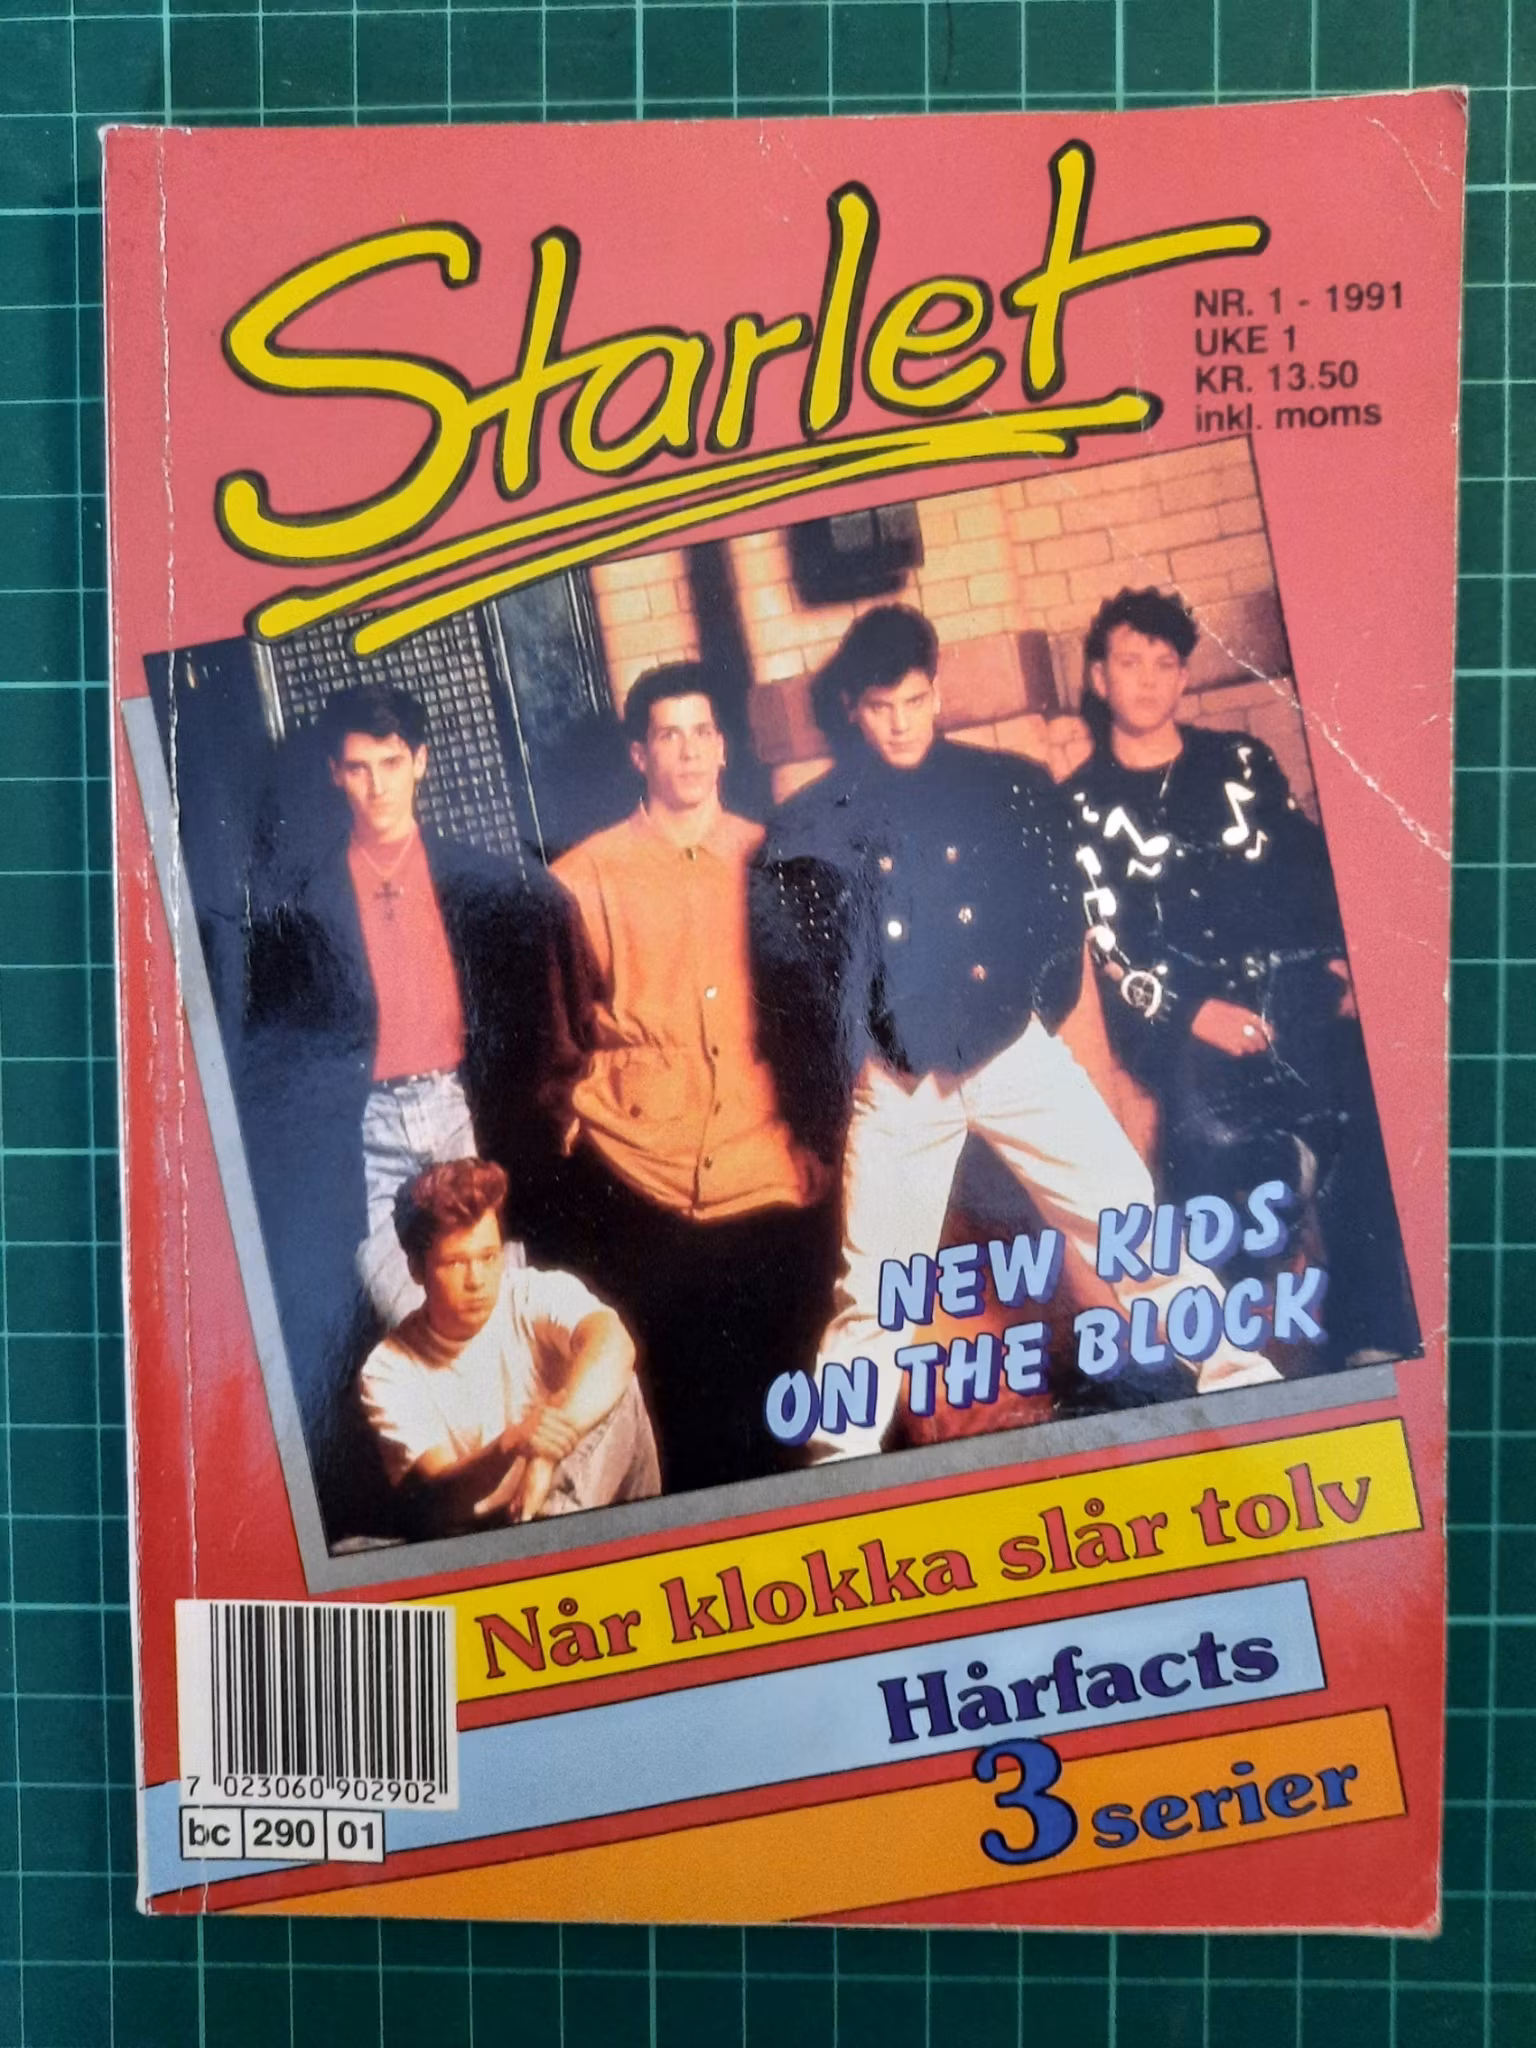 Starlet
NR. 1 - 1991
UKE 1
KR. 13.50
inkl. moms
NEW KIDS
ON THE BLOCK
Når klokka slår tolv
Hårfacts
3 serier
7 023060 902902
bc 290 01